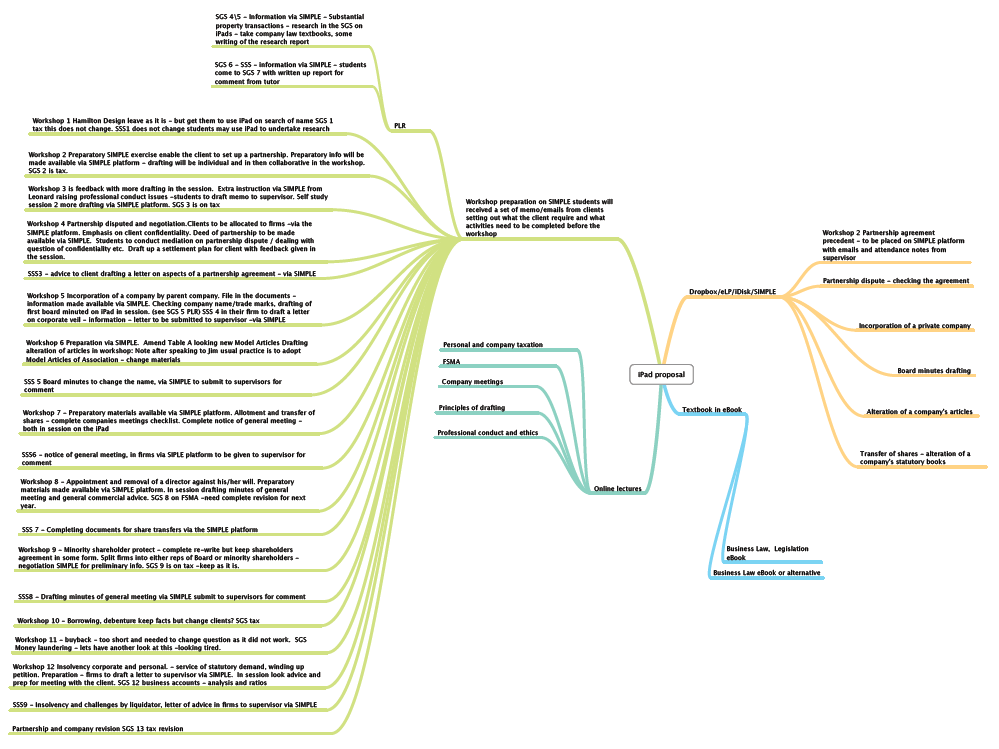 SGS 4\5 - Information via SIMPLE - Substantial
property transactions - research in the SGS on
iPads - take company law textbooks, some
writing of the research report
SGS 6 - SSS - information via SIMPLE - students
come to SGS 7 with written up report for
comment from tutor
PLR
Workshop 1 Hamilton Design leave as it is - but get them to use iPad on search of name SGS 1
tax this does not change. SSS1 does not change students may use iPad to undertake research
Workshop 2 Preparatory SIMPLE exercise enable the client to set up a partnership. Preparatory info will be
made available via SIMPLE platform - drafting will be individual and in then collaborative in the workshop.
SGS 2 is tax.
Workshop 3 is feedback with more drafting in the session.  Extra instruction via SIMPLE from
Leonard raising professional conduct issues -students to draft memo to supervisor. Self study
session 2 more drafting via SIMPLE platform. SGS 3 is on tax
Workshop 4 Partnership disputed and negotiation.Clients to be allocated to firms -via the
SIMPLE platform. Emphasis on client confidentiality. Deed of partnership to be made
available via SIMPLE.  Students to conduct mediation on partnership dispute / dealing with
question of confidentiality etc.  Draft up a settlement plan for client with feedback given in
the session.
SSS3 - advice to client drafting a letter on aspects of a partnership agreement - via SIMPLE
Workshop 5 Incorporation of a company by parent company. File in the documents -
information made available via SIMPLE. Checking company name/trade marks, drafting of
first board minuted on iPad in session. (see SGS 5 PLR) SSS 4 in their firm to draft a letter
on corporate veil - information - letter to be submitted to supervisor -via SIMPLE
Workshop 6 Preparation via SIMPLE.  Amend Table A looking new Model Articles Drafting
alteration of articles in workshop: Note after speaking to Jim usual practice is to adopt
Model Articles of Association - change materials
SSS 5 Board minutes to change the name, via SIMPLE to submit to supervisors for
comment
Workshop 7 - Preparatory materials available via SIMPLE platform. Allotment and transfer of
shares - complete companies meetings checklist. Complete notice of general meeting -
both in session on the iPad
SSS6 - notice of general meeting, in firms via SIPLE platform to be given to supervisor for
comment
Workshop 8 - Appointment and removal of a director against his/her will. Preparatory
materials made available via SIMPLE platform. In session drafting minutes of general
meeting and general commercial advice. SGS 8 on FSMA -need complete revision for next
year.
SSS 7 - Completing documents for share transfers via the SIMPLE platform
Workshop 9 - Minority shareholder protect - complete re-write but keep shareholders
agreement in some form. Split firms into either reps of Board or minority shareholders -
negotiation SIMPLE for preliminary info. SGS 9 is on tax -keep as it is.
SSS8 - Drafting minutes of general meeting via SIMPLE submit to supervisors for comment
Workshop 10 - Borrowing, debenture keep facts but change clients? SGS tax
Workshop 11 - buyback - too short and needed to change question as it did not work.  SGS
Money laundering - lets have another look at this -looking tired.
Workshop 12 Insolvency corporate and personal. - service of statutory demand, winding up
petition. Preparation - firms to draft a letter to supervisor via SIMPLE.  In session look advice and
prep for meeting with the client. SGS 12 business accounts - analysis and ratios
SSS9 - Insolvency and challenges by liquidator, letter of advice in firms to supervisor via SIMPLE
Partnership and company revision SGS 13 tax revision
Workshop preparation on SIMPLE students will
received a set of memo/emails from clients
setting out what the client require and what
activities need to be completed before the
workshop
Personal and company taxation
FSMA
Company meetings
Principles of drafting
Professional conduct and ethics
Online lectures
iPad proposal
Dropbox/eLP/iDisk/SIMPLE
Workshop 2 Partnership agreement
precedent - to be placed on SIMPLE platform
with emails and attendance notes from
supervisor
Partnership dispute - checking the agreement
Incorporation of a private company
Board minutes drafting
Alteration of a company's articles
Transfer of shares - alteration of a
company's statutory books
Textbook in eBook
Business Law,  Legislation
eBook
Business Law eBook or alternative